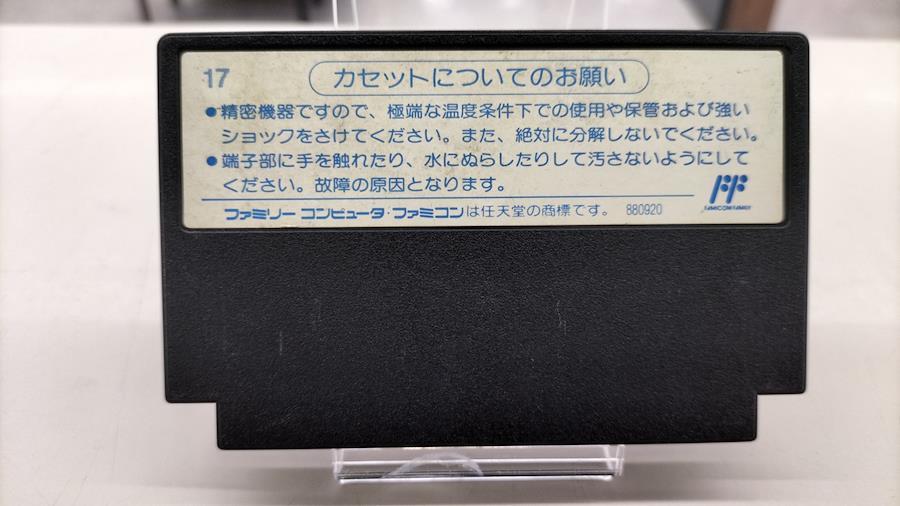 17
カセットについてのお願い
●精密機器ですので、極端な温度条件下での使用や保管および強い
ショックをさけてください。また、絶対に分解しないでください。
●端子部に手を触れたり、水にぬらしたりして汚さないようにして
ください。故障の原因となります。
ファミリー コンピュータ・ファミコンは任天堂の商標です。 880920
FF
FAMICOM FAMILY